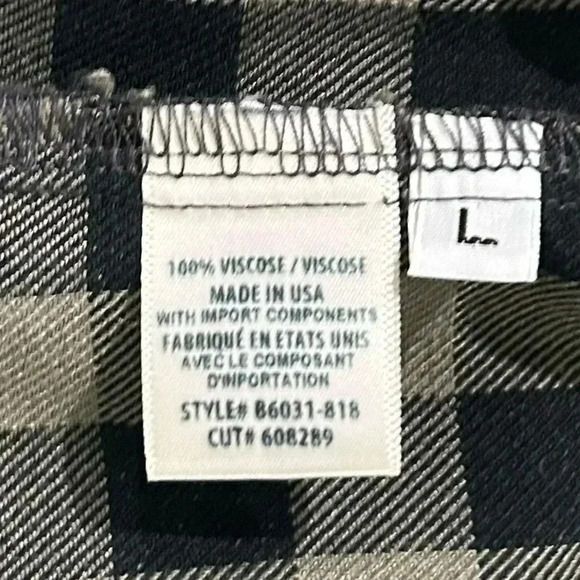 100% VISCOSE / VISCOSE
MADE IN USA
WITH IMPORT COMPONENTS
FABRIQUÉ EN ETATS UNIS
AVEC LE COMPOSANT
D'INPORTATION
STYLE# B6031-818
CUT# 608289
L